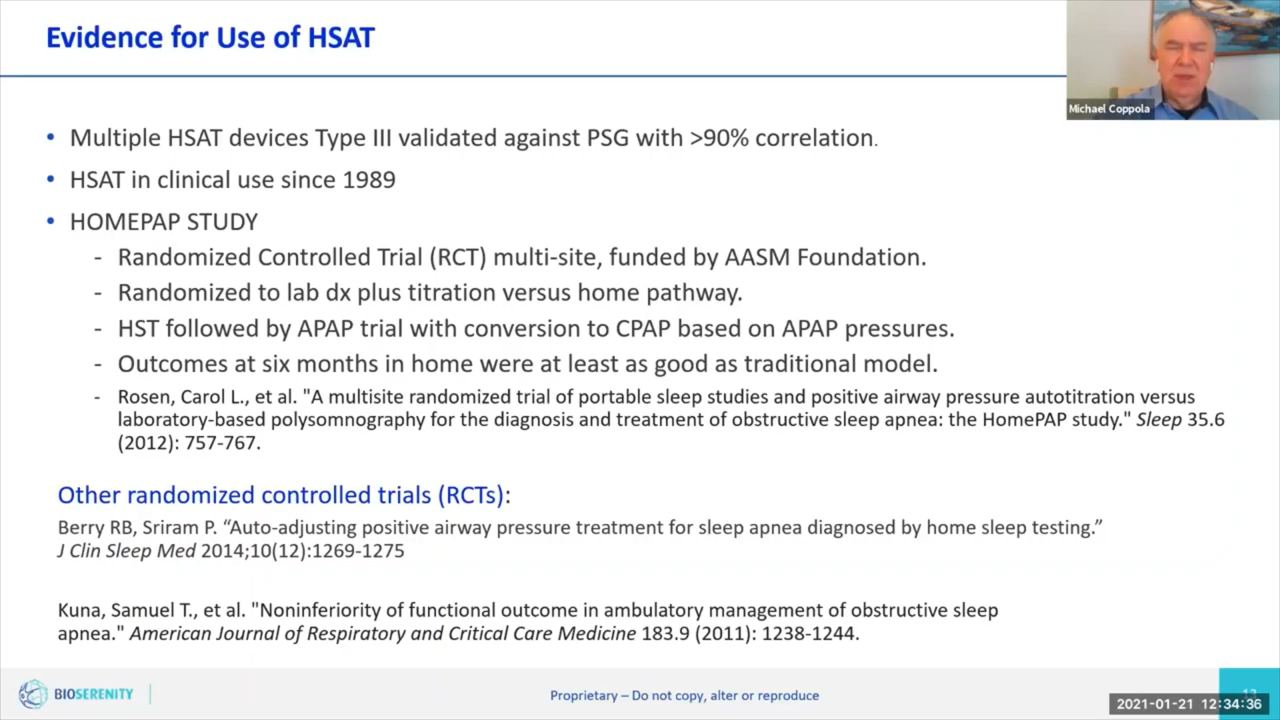 Evidence for Use of HSAT
Michael Coppola
• Multiple HSAT devices Type III validated against PSG with >90% correlation.
• HSAT in clinical use since 1989
• HOMEPAP STUDY
- Randomized Controlled Trial (RCT) multi-site, funded by AASM Foundation.
- Randomized to lab dx plus titration versus home pathway.
- HST followed by APAP trial with conversion to CPAP based on APAP pressures.
- Outcomes at six months in home were at least as good as traditional model.
- Rosen, Carol L., et al. "A multisite randomized trial of portable sleep studies and positive airway pressure autotitration versus
laboratory-based polysomnography for the diagnosis and treatment of obstructive sleep apnea: the HomePAP study." Sleep 35.6
(2012): 757-767.
Other randomized controlled trials (RCTs):
Berry RB, Sriram P. “Auto-adjusting positive airway pressure treatment for sleep apnea diagnosed by home sleep testing.”
J Clin Sleep Med 2014;10(12):1269-1275
Kuna, Samuel T., et al. "Noninferiority of functional outcome in ambulatory management of obstructive sleep
apnea." American Journal of Respiratory and Critical Care Medicine 183.9 (2011): 1238-1244.
BIOSERENITY
Proprietary – Do not copy, alter or reproduce
2021-01-21 12:34:36